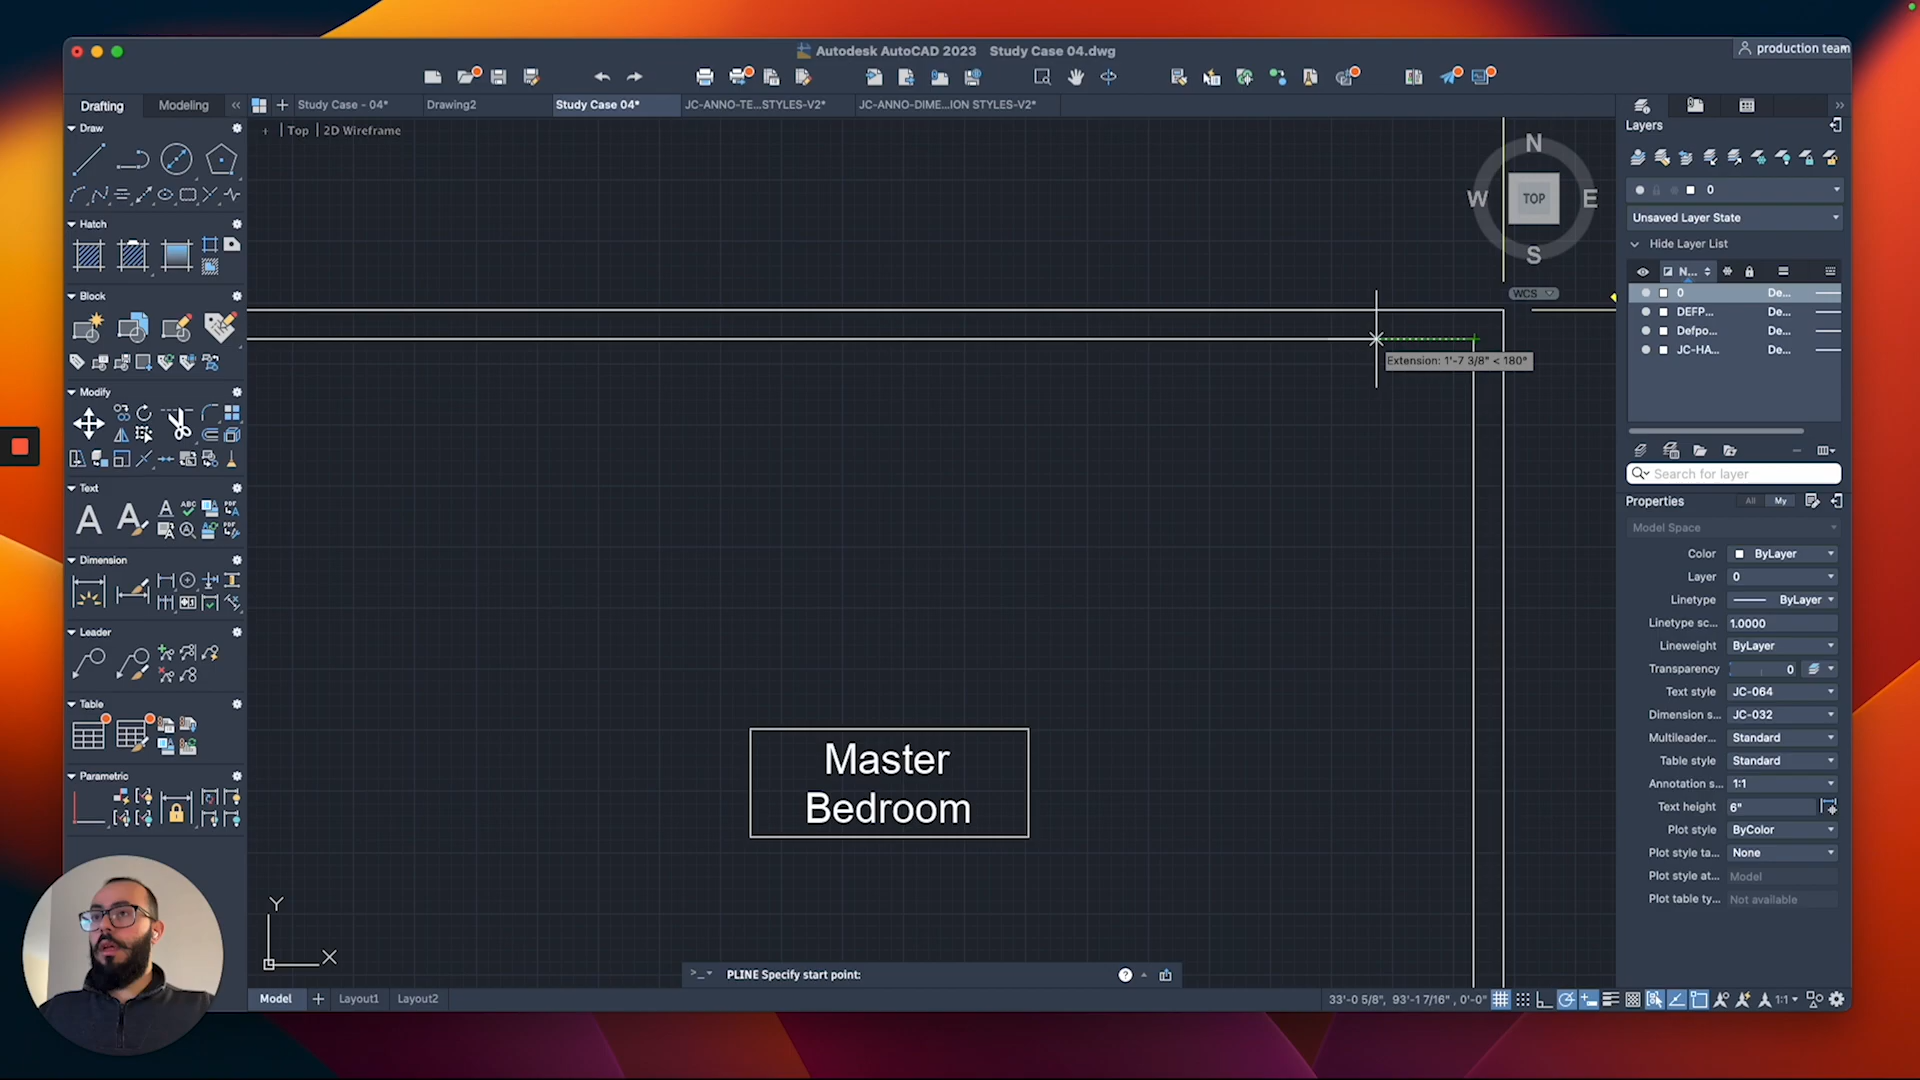 Autodesk AutoCAD 2023 Study Case 04.dwg
production team
Drafting
Modeling
Study Case - 04*
Drawing2
Study Case 04*
JC-ANNO-TE...STYLES-V2*
JC-ANNO-DIME...ION STYLES-V2*
+ | Top | 2D Wireframe
Draw
Hatch
Block
Modify
Text
Dimension
Leader
Table
Parametric
N
W
TOP
E
S
WCS
Extension: 1'-7 3/8" < 180°
Master
Bedroom
Y
X
PLINE Specify start point:
Model
Layout1
Layout2
33'-0 5/8", 93'-1 7/16" , 0'-0"
1:1
Layers
0
Unsaved Layer State
Hide Layer List
N...
0 De...
DEFP... De...
Defpo... De...
JC-HA... De...
Search for layer
Properties
All
My
Model Space
Color ByLayer
Layer 0
Linetype ByLayer
Linetype sc... 1.0000
Lineweight ByLayer
Transparency 0
Text style JC-064
Dimension s... JC-032
Multileader... Standard
Table style Standard
Annotation s... 1:1
Text height 6"
Plot style ByColor
Plot style ta... None
Plot style at... Model
Plot table ty... Not available